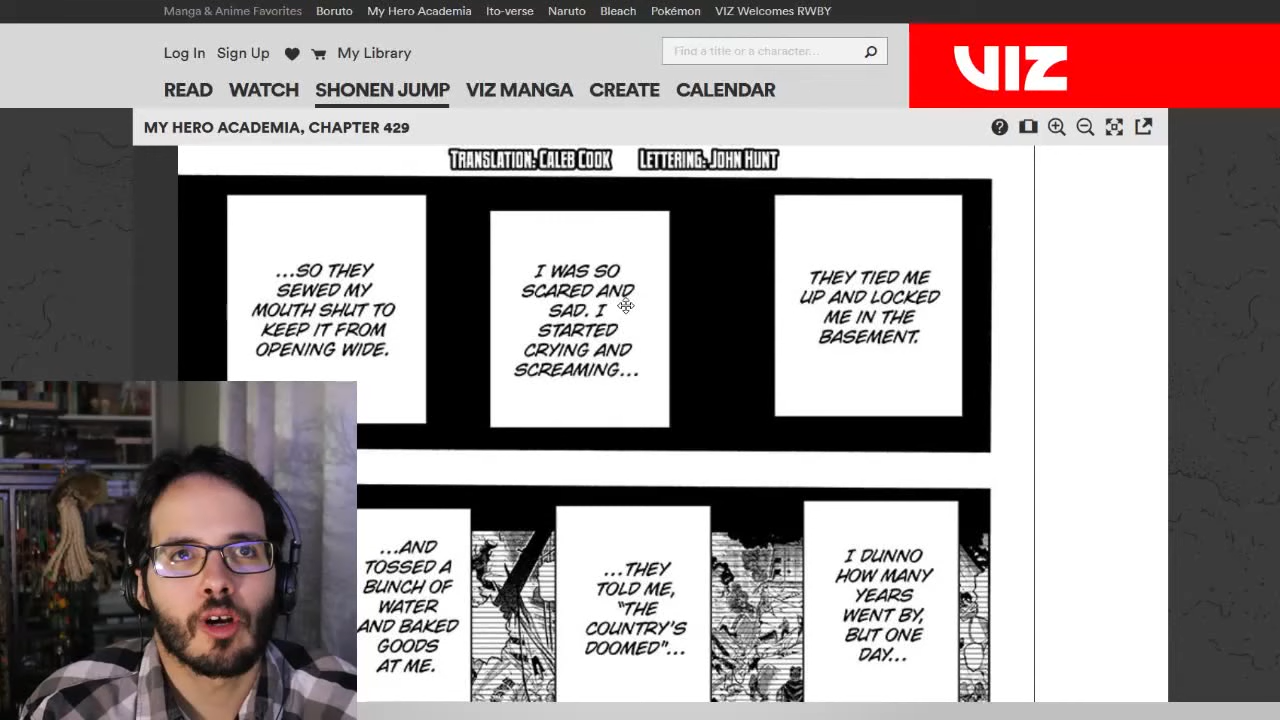 Manga & Anime Favorites Boruto My Hero Academia Ito-verse Naruto Bleach Pokémon VIZ Welcomes RWBY
Log In Sign Up My Library
Find a title or a character...
VIZ
READ WATCH SHONEN JUMP VIZ MANGA CREATE CALENDAR
MY HERO ACADEMIA, CHAPTER 429
TRANSLATION: CALEB COOK LETTERING: JOHN HUNT
THEY TIED ME
UP AND LOCKED
ME IN THE
BASEMENT.
I WAS SO
SCARED AND
SAD. I
STARTED
CRYING AND
SCREAMING...
...SO THEY
SEWED MY
MOUTH SHUT TO
KEEP IT FROM
OPENING WIDE.
I DUNNO
HOW MANY
YEARS
WENT BY,
BUT ONE
DAY...
...THEY
TOLD ME,
"THE
COUNTRY'S
DOOMED"...
...AND
TOSSED A
BUNCH OF
WATER
AND BAKED
GOODS
AT ME.